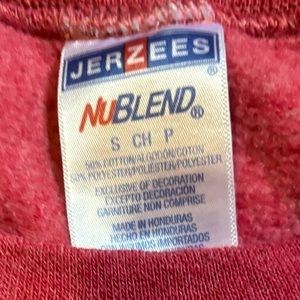 JERZEES®
NUBLEND®
S CH P
50% COTTON/ALGODÓN/COTON
50% POLYESTER/POLIÉSTER/POLYESTER
EXCLUSIVE OF DECORATION
EXCEPTO DECORACIÓN
GARNITURE NON COMPRISE
MADE IN HONDURAS
HECHO EN HONDURAS
IMPORTADOS